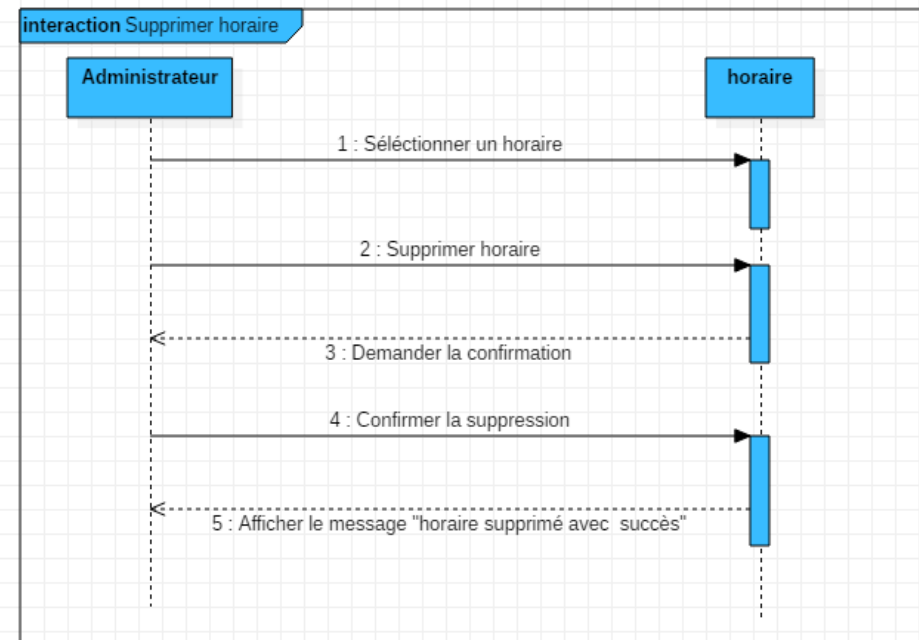 interaction Supprimer horaire
Administrateur
horaire
1 : Séléctionner un horaire
2 : Supprimer horaire
3 : Demander la confirmation
4 : Confirmer la suppression
5 : Afficher le message "horaire supprimé avec  succès"